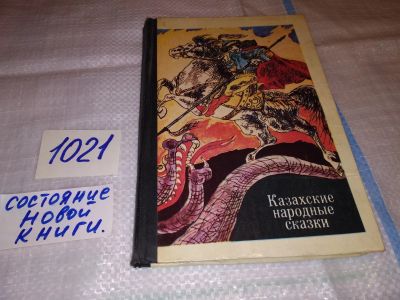 1021
СОСТОЯНИЕ
НОВОЙ
КНИГИ.
Казахские
народные
сказки